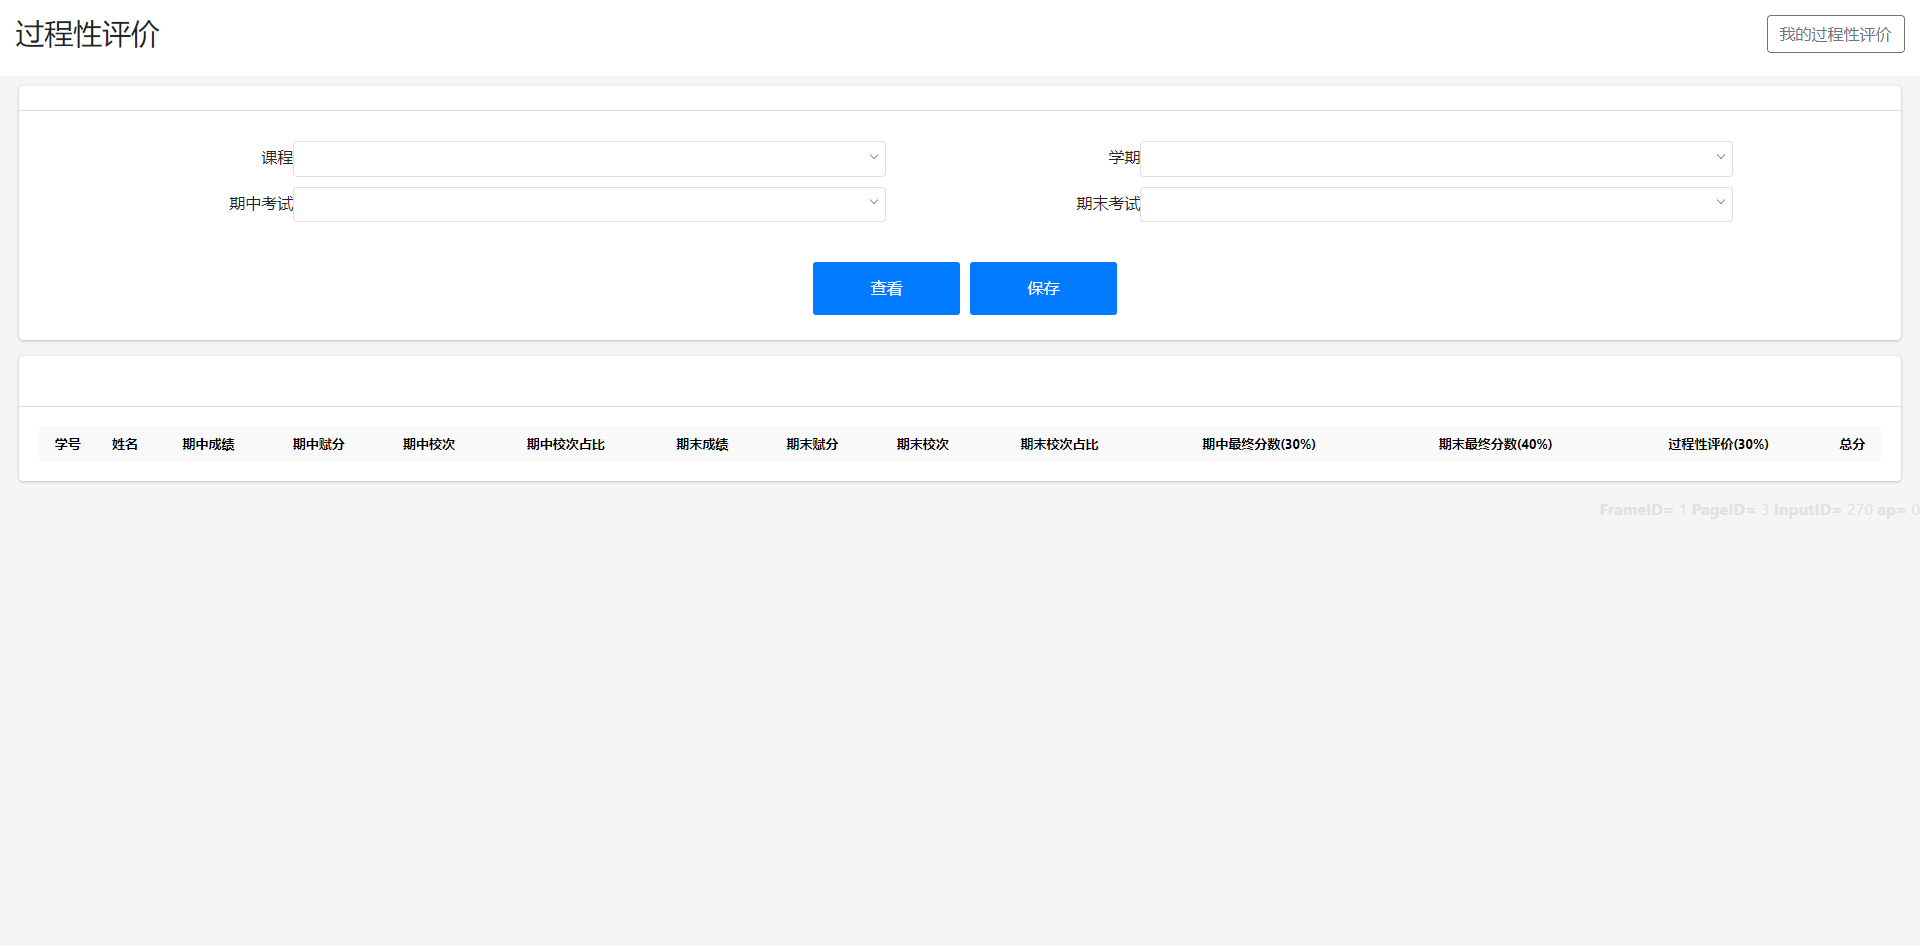 过程性评价
我的过程性评价
课程
学期
期中考试
期末考试
查看 保存
学号 姓名 期中成绩 期中赋分 期中校次 期中校次占比 期末成绩 期末赋分 期末校次 期末校次占比 期中最终分数(30%) 期末最终分数(40%) 过程性评价(30%) 总分
FrameID= 1 PageID= 3 InputID= 270 ap= 0